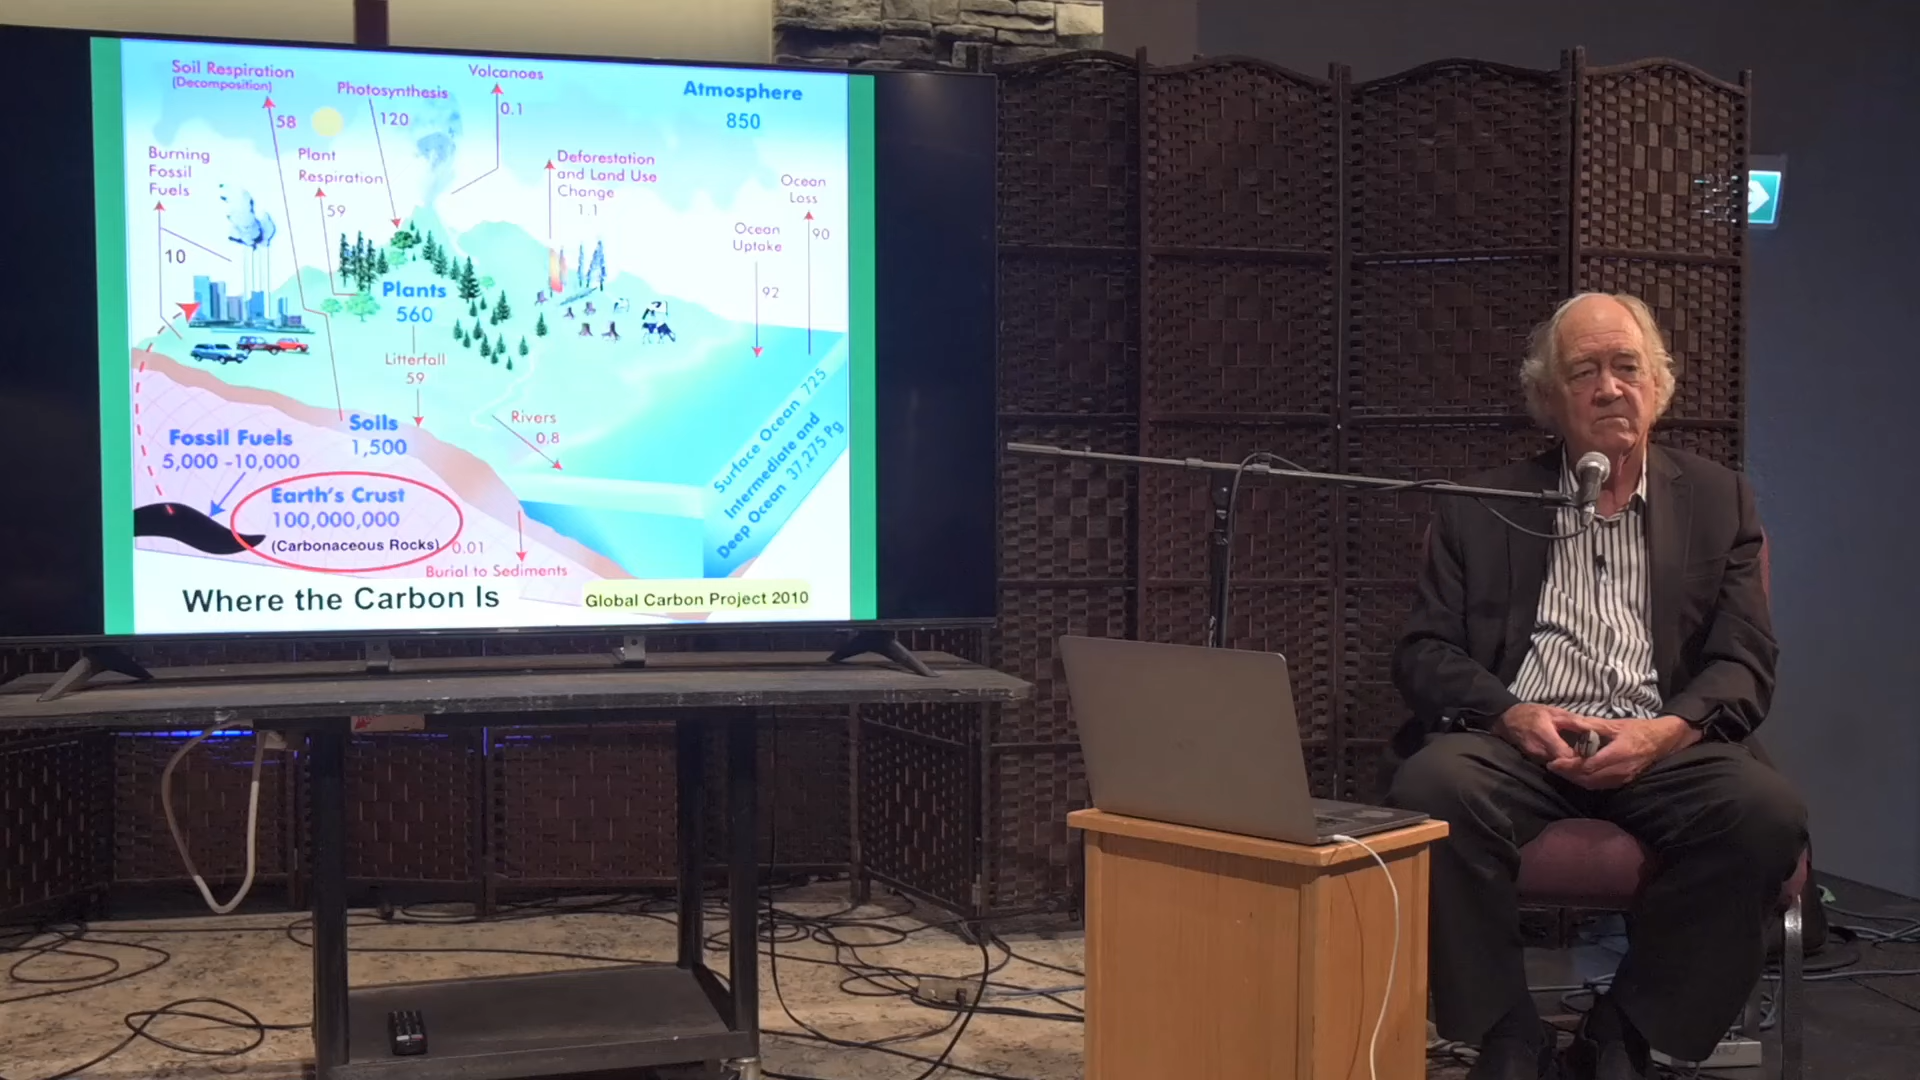 Soil Respiration
(Decomposition)
58
Photosynthesis
120
Volcanoes
0.1
Atmosphere
850
Burning
Fossil
Fuels
10
Plant
Respiration
59
Deforestation
and Land Use
Change
1.1
Ocean
Loss
90
Ocean
Uptake
92
Plants
560
Litterfall
59
Soils
1,500
Rivers
0.8
Fossil Fuels
5,000 -10,000
Earth's Crust
100,000,000
(Carbonaceous Rocks)
0.01
Burial to Sediments
Surface Ocean 725
Intermediate and
Deep Ocean 37,275 Pg
Where the Carbon Is
Global Carbon Project 2010